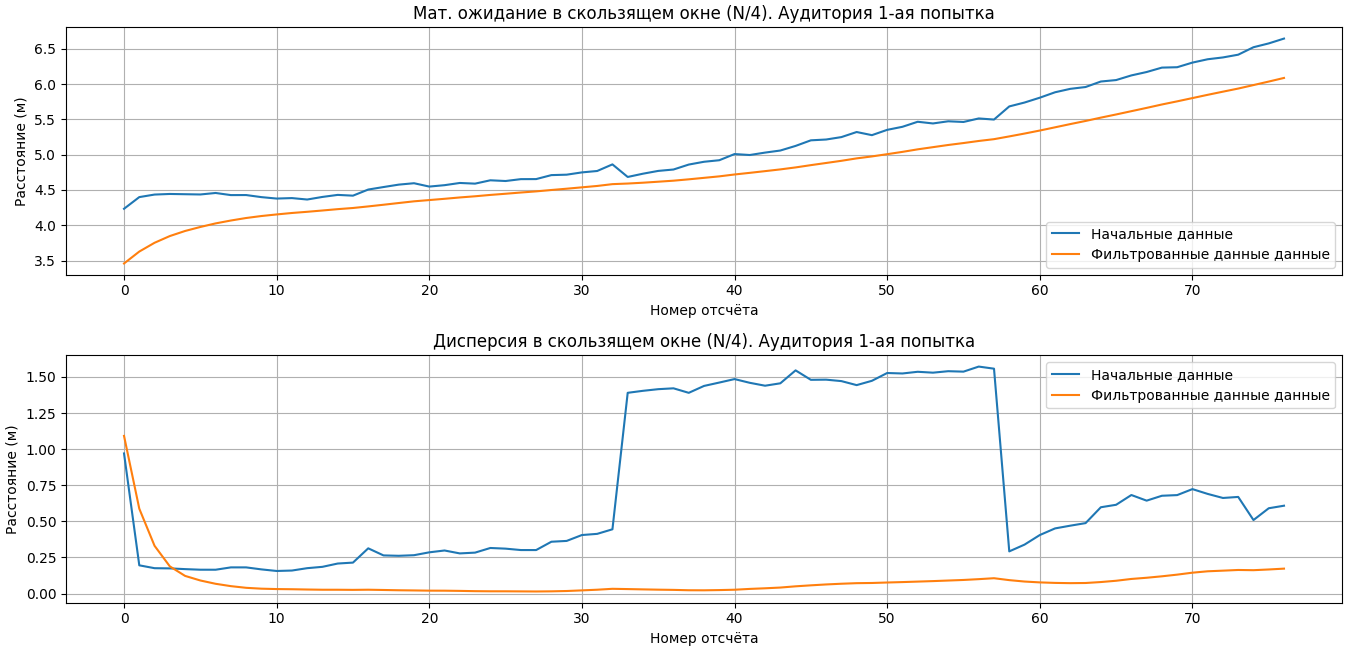 Мат. ожидание в скользящем окне (N/4). Аудитория 1-ая попытка
Расстояние (м)
6.5
6.0
5.5
5.0
4.5
4.0
3.5
Начальные данные
Фильтрованные данные данные
0 10 20 30 40 50 60 70
Номер отсчёта
Дисперсия в скользящем окне (N/4). Аудитория 1-ая попытка
Расстояние (м)
1.50
1.25
1.00
0.75
0.50
0.25
0.00
Начальные данные
Фильтрованные данные данные
0 10 20 30 40 50 60 70
Номер отсчёта